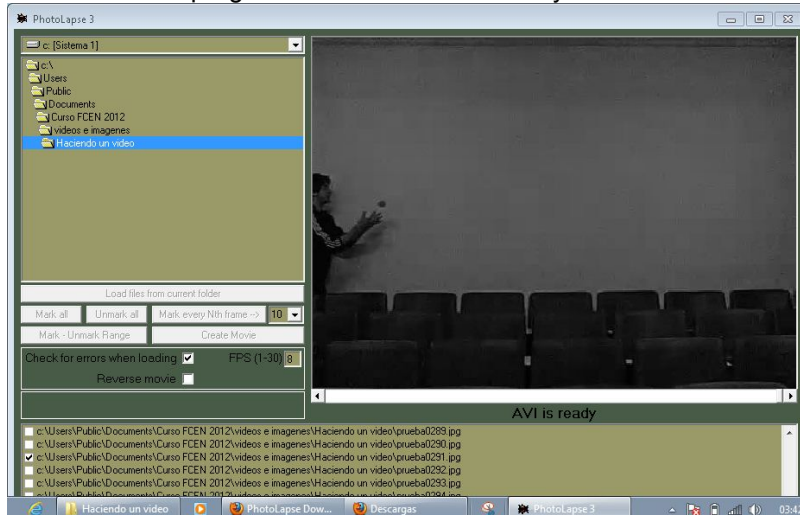 PhotoLapse 3
c: [Sistema 1]
c:\
Users
Public
Documents
Curso FCEN 2012
videos e imagenes
Haciendo un video
Load files from current folder
Mark all
Unmark all
Mark every Nth frame -->
10
Mark - Unmark Range
Create Movie
Check for errors when loading
FPS (1-30)
8
Reverse movie
AVI is ready
c:\Users\Public\Documents\Curso FCEN 2012\videos e imagenes\Haciendo un video\prueba0289.jpg
c:\Users\Public\Documents\Curso FCEN 2012\videos e imagenes\Haciendo un video\prueba0290.jpg
c:\Users\Public\Documents\Curso FCEN 2012\videos e imagenes\Haciendo un video\prueba0291.jpg
c:\Users\Public\Documents\Curso FCEN 2012\videos e imagenes\Haciendo un video\prueba0292.jpg
c:\Users\Public\Documents\Curso FCEN 2012\videos e imagenes\Haciendo un video\prueba0293.jpg
Haciendo un video
PhotoLapse Dow...
Descargas
PhotoLapse 3